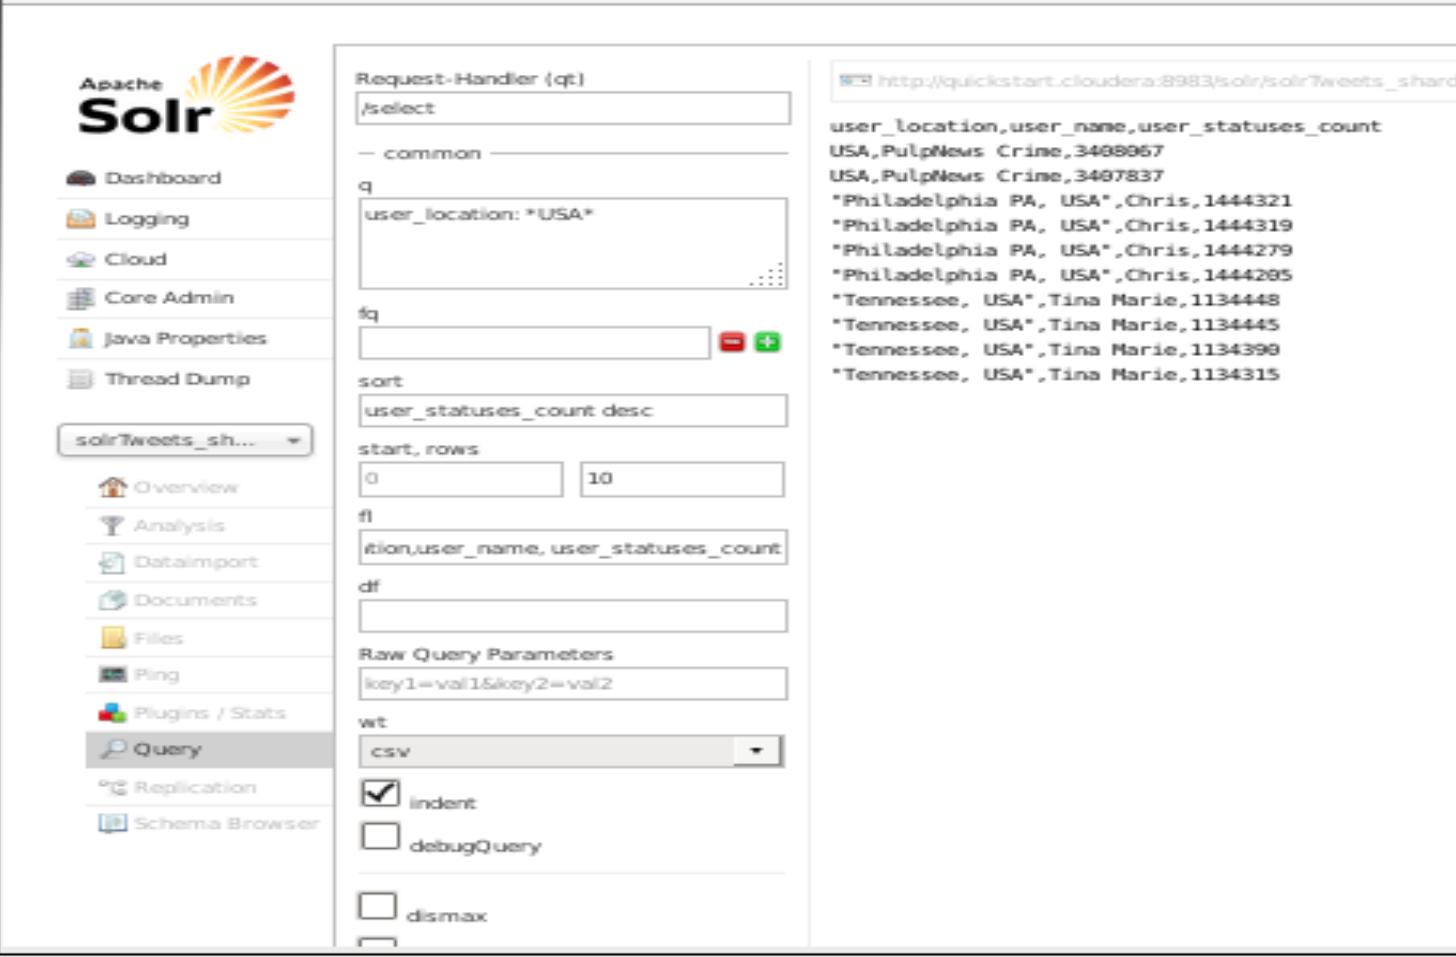 Apache
Solr
Dashboard
Logging
Cloud
Core Admin
Java Properties
Thread Dump
solrTweets_sh...
Overview
Analysis
Dataimport
Documents
Files
Ping
Plugins / Stats
Query
Replication
Schema Browser
Request-Handler (qt)
/select
common
q
user_location: *USA*
fq
sort
user_statuses_count desc
start, rows
0 10
fl
ition,user_name, user_statuses_count
df
Raw Query Parameters
key1=val1&key2=val2
wt
csv
indent
debugQuery
dismax
http://quickstart.cloudera:8983/solr/solrTweets_shard
user_location,user_name,user_statuses_count
USA,PulpNews Crime,3408067
USA,PulpNews Crime,3407837
"Philadelphia PA, USA",Chris,1444321
"Philadelphia PA, USA",Chris,1444319
"Philadelphia PA, USA",Chris,1444279
"Philadelphia PA, USA",Chris,1444205
"Tennessee, USA",Tina Marie,1134448
"Tennessee, USA",Tina Marie,1134445
"Tennessee, USA",Tina Marie,1134390
"Tennessee, USA",Tina Marie,1134315